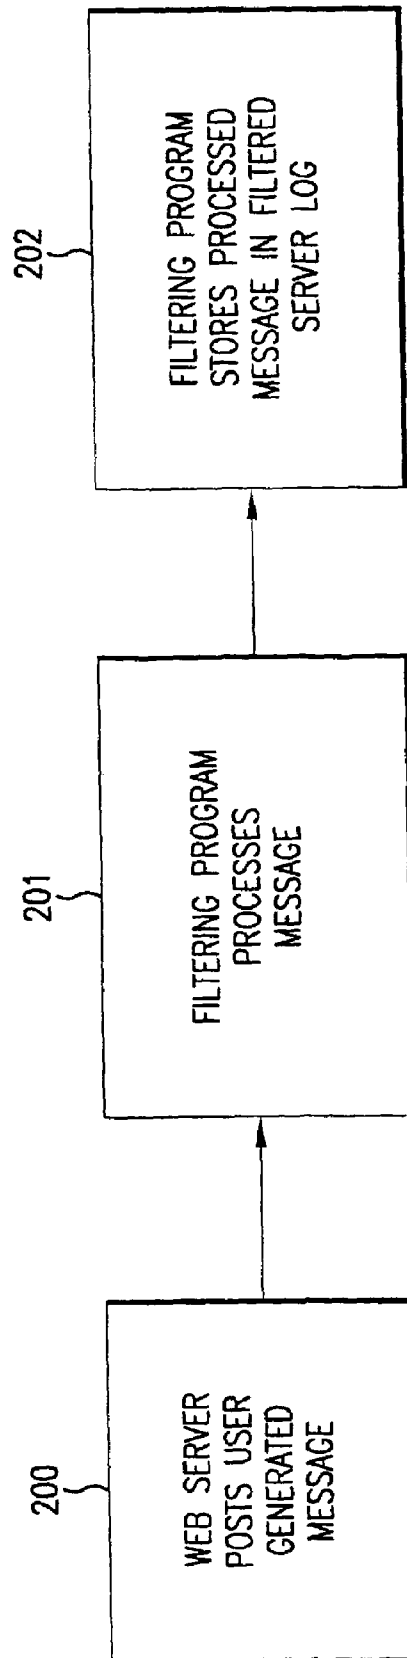 200
WEB SERVER
POSTS USER
GENERATED
MESSAGE
201
FILTERING PROGRAM
PROCESSES
MESSAGE
202
FILTERING PROGRAM
STORES PROCESSED
MESSAGE IN FILTERED
SERVER LOG